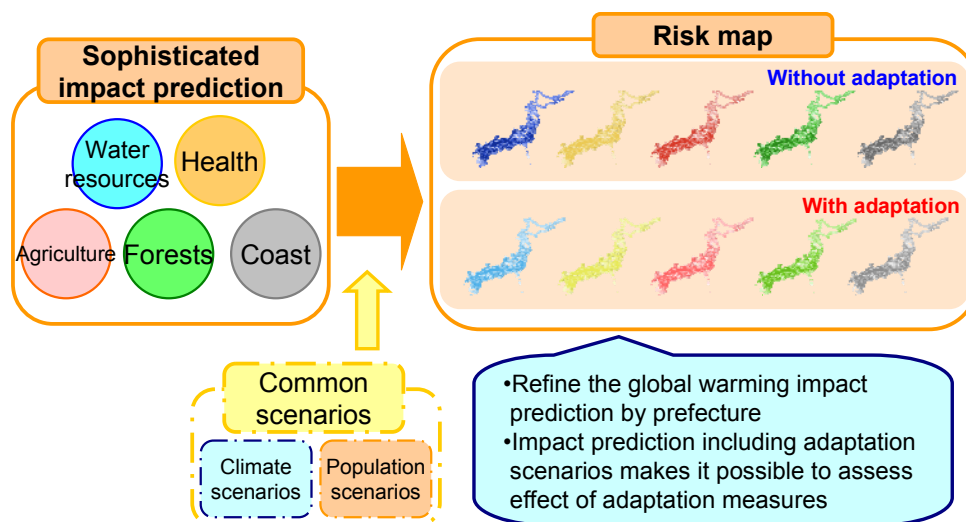 Sophisticated
impact prediction
Water
resources
Health
Agriculture
Forests
Coast
Risk map
Without adaptation
With adaptation
Common
scenarios
Climate
scenarios
Population
scenarios
•Refine the global warming impact
prediction by prefecture
•Impact prediction including adaptation
scenarios makes it possible to assess
effect of adaptation measures